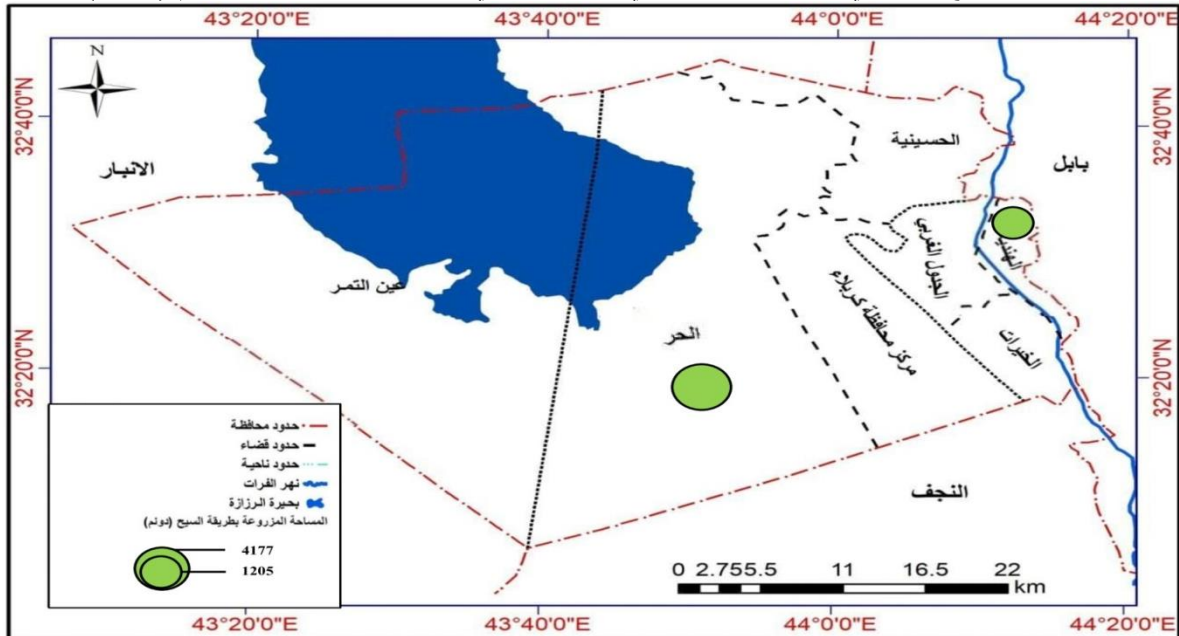 43°20'0"E
43°40'0"E
44°0'0"E
44°20'0"E
N
32°40'0"N
32°40'0"N
الحسينية
بابل
الانبار
الهندية
الجدول الغربي
عين التمر
مركز محافظة كربلاء
الحر
الخيرات
32°20'0"N
32°20'0"N
حدود محافظة
حدود قضاء
حدود ناحية
نهر الفرات
بحيرة الرزازة
المساحة المزروعة بطريقة السيح (دونم)
4177
1205
النجف
0 2.75 5.5 11 16.5 22
km
43°20'0"E
43°40'0"E
44°0'0"E
44°20'0"E